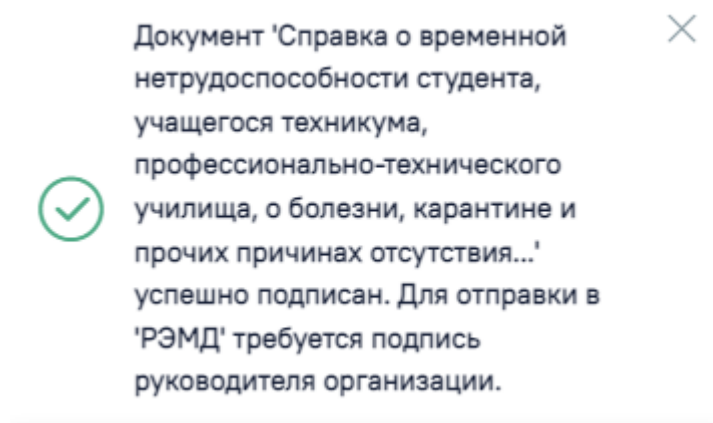 Документ 'Справка о временной
нетрудоспособности студента,
учащегося техникума,
профессионально-технического
училища, о болезни, карантине и
прочих причинах отсутствия...'
успешно подписан. Для отправки в
'РЭМД' требуется подпись
руководителя организации.